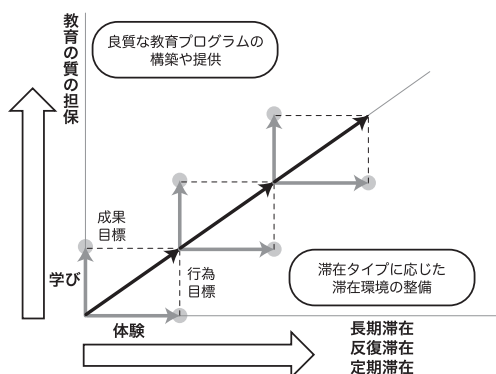 教育の質の担保
良質な教育プログラムの
構築や提供
成果
目標
学び
行為
目標
滞在タイプに応じた
滞在環境の整備
体験
長期滞在
反復滞在
定期滞在